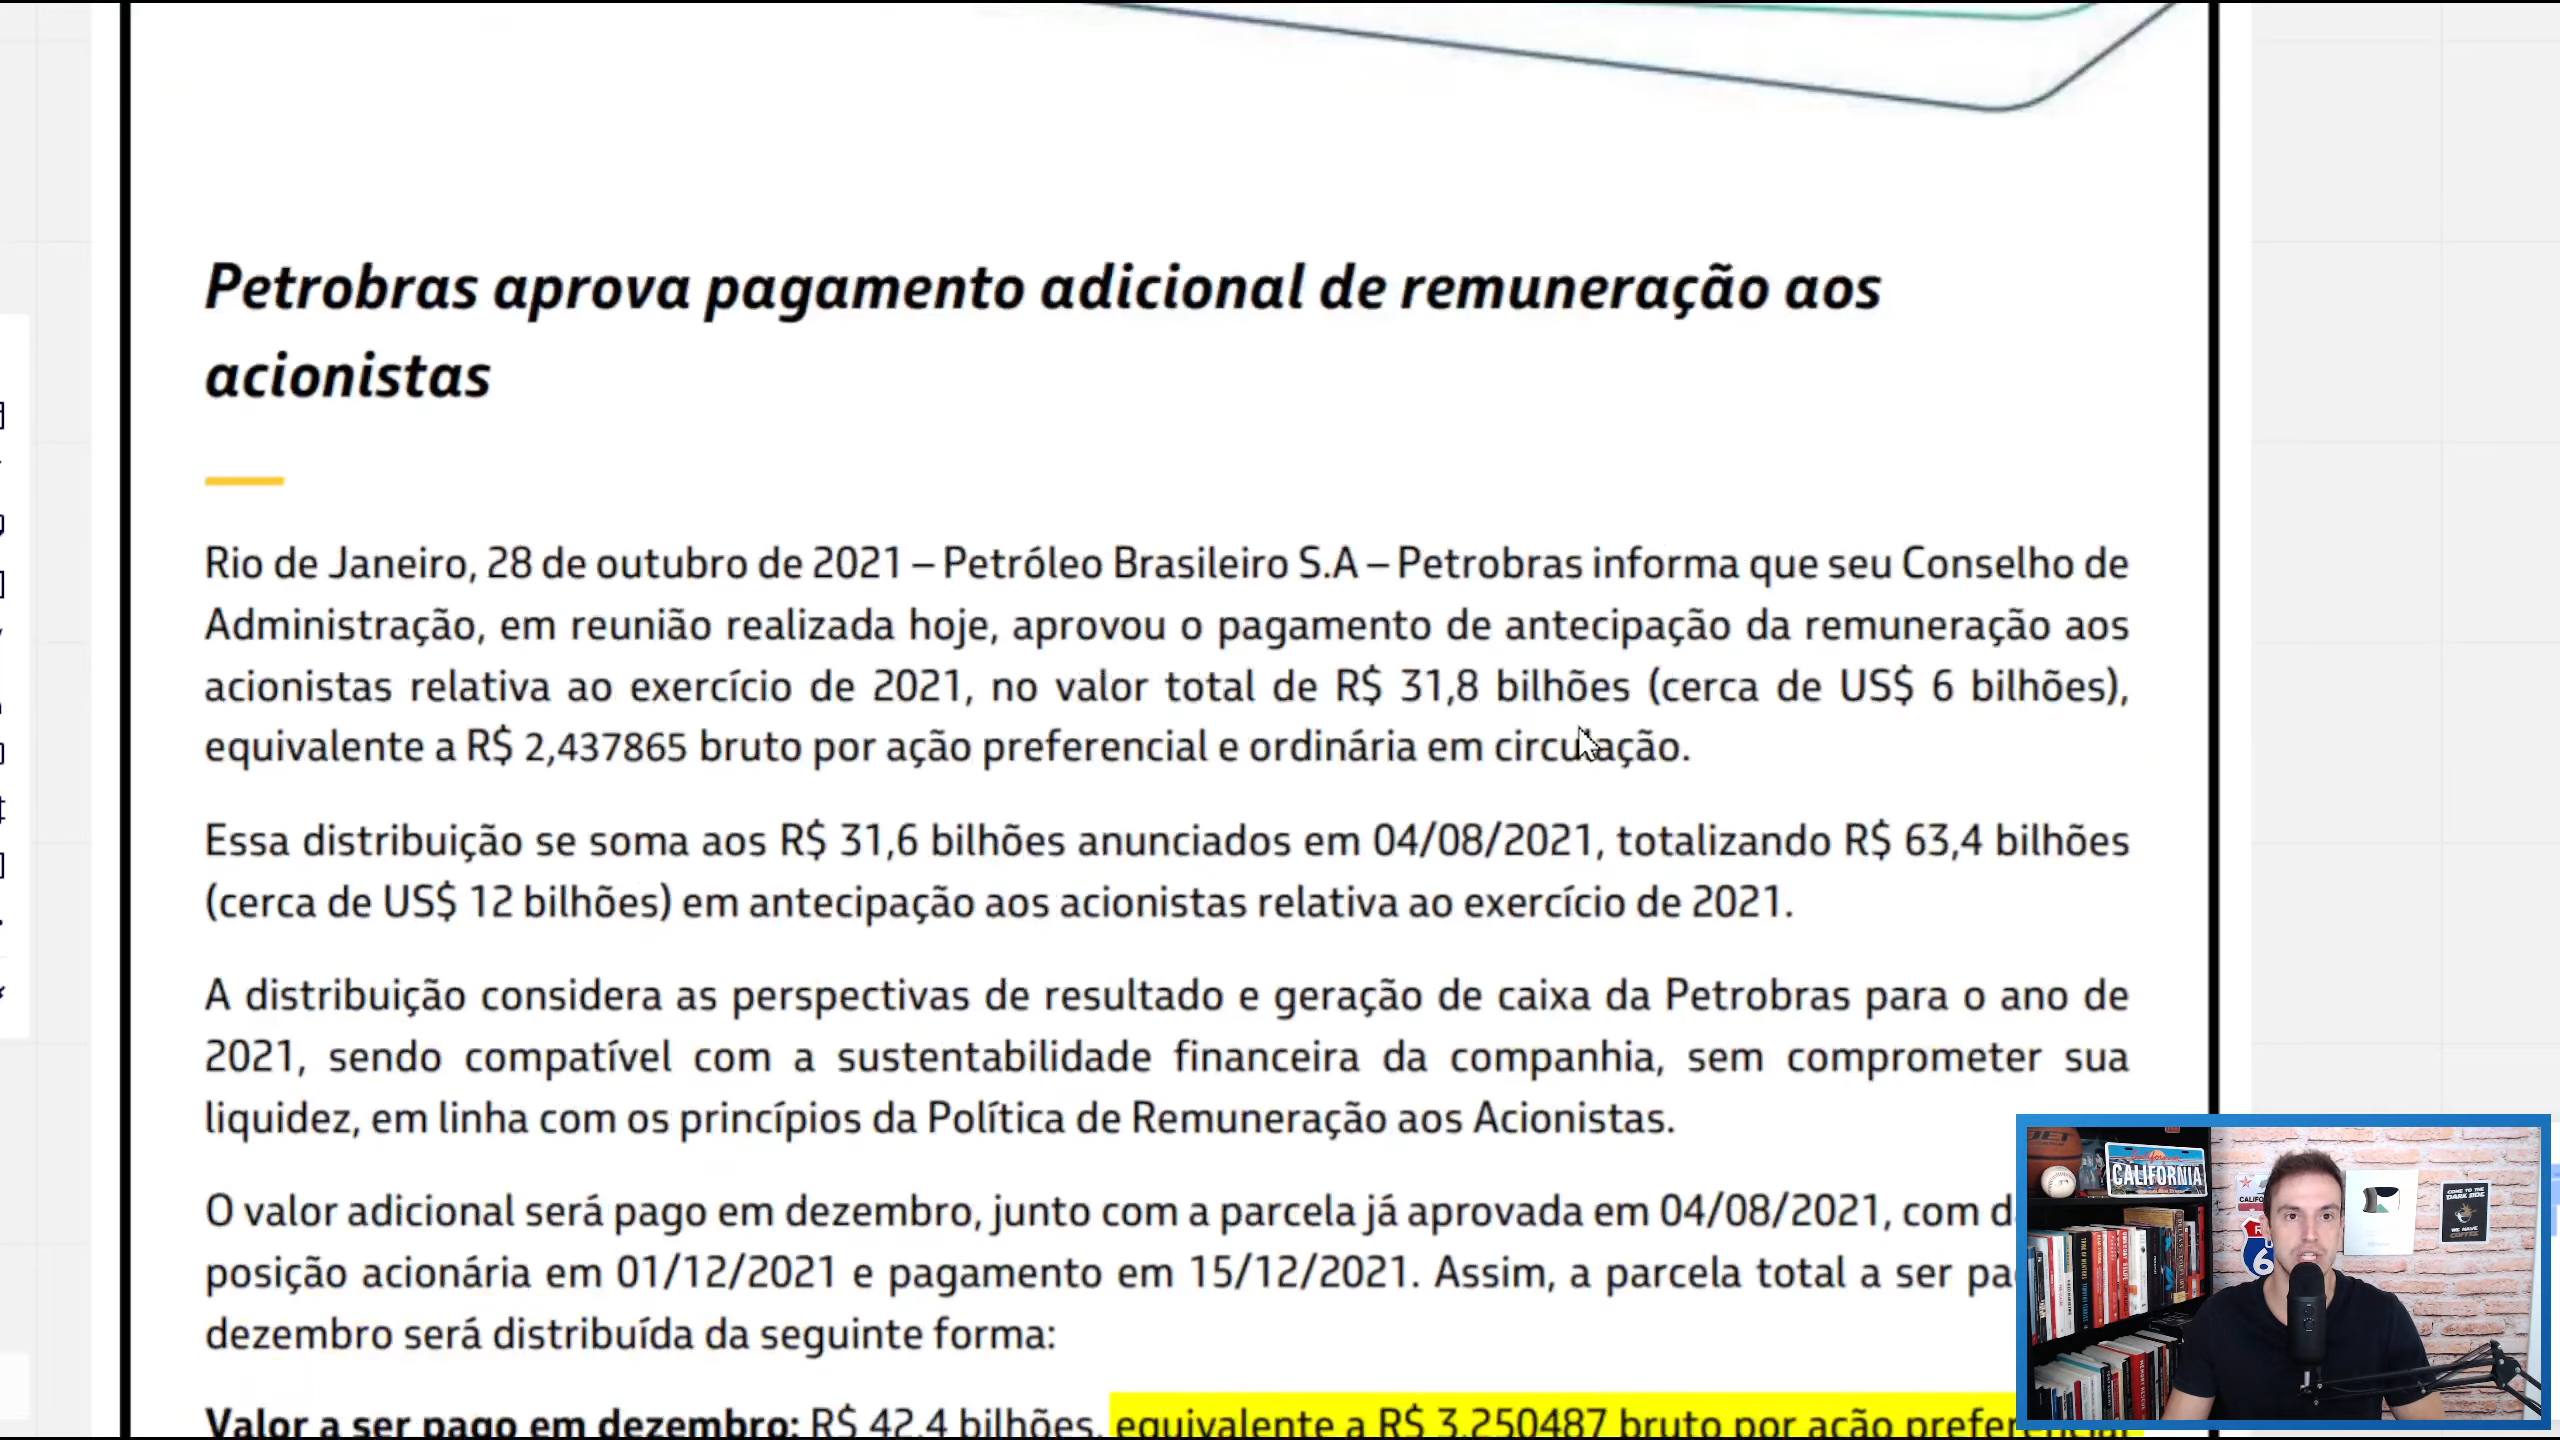 Petrobras aprova pagamento adicional de remuneração aos
acionistas
Rio de Janeiro, 28 de outubro de 2021 – Petróleo Brasileiro S.A – Petrobras informa que seu Conselho de
Administração, em reunião realizada hoje, aprovou o pagamento de antecipação da remuneração aos
acionistas relativa ao exercício de 2021, no valor total de R$ 31,8 bilhões (cerca de US$ 6 bilhões),
equivalente a R$ 2,437865 bruto por ação preferencial e ordinária em circulação.
Essa distribuição se soma aos R$ 31,6 bilhões anunciados em 04/08/2021, totalizando R$ 63,4 bilhões
(cerca de US$ 12 bilhões) em antecipação aos acionistas relativa ao exercício de 2021.
A distribuição considera as perspectivas de resultado e geração de caixa da Petrobras para o ano de
2021, sendo compatível com a sustentabilidade financeira da companhia, sem comprometer sua
liquidez, em linha com os princípios da Política de Remuneração aos Acionistas.
O valor adicional será pago em dezembro, junto com a parcela já aprovada em 04/08/2021, com
posição acionária em 01/12/2021 e pagamento em 15/12/2021. Assim, a parcela total a ser
dezembro será distribuída da seguinte forma:
Valor a ser pago em dezembro: R$ 42,4 bilhões, equivalente a R$ 3,250487 bruto por ação
CALIFORNIA
COME TO THE
DARK SIDE
WE HAVE
COFFEE